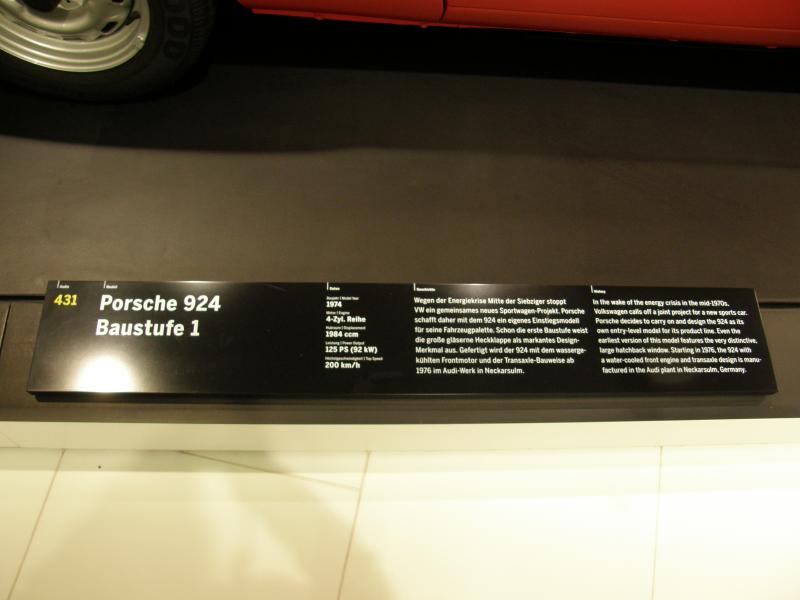 Audio
431
Modell
Porsche 924
Baustufe 1
Daten
Baujahr | Model Year
1974
Motor | Engine
4-Zyl. Reihe
Hubraum | Displacement
1984 ccm
Leistung | Power Output
125 PS (92 kW)
Höchstgeschwindigkeit | Top Speed
200 km/h
Geschichte
Wegen der Energiekrise Mitte der Siebziger stoppt
VW ein gemeinsames neues Sportwagen-Projekt. Porsche
schafft daher mit dem 924 ein eigenes Einstiegsmodell
für seine Fahrzeugpalette. Schon die erste Baustufe weist
die große gläserne Heckklappe als markantes Design-
Merkmal aus. Gefertigt wird der 924 mit dem wasserge-
kühlten Frontmotor und der Transaxle-Bauweise ab
1976 im Audi-Werk in Neckarsulm.
History
In the wake of the energy crisis in the mid-1970s,
Volkswagen calls off a joint project for a new sports car.
Porsche decides to carry on and design the 924 as its
own entry-level model for its product line. Even the
earliest version of this model features the very distinctive,
large hatchback window. Starting in 1976, the 924 with
a water-cooled front engine and transaxle design is manu-
factured in the Audi plant in Neckarsulm, Germany.